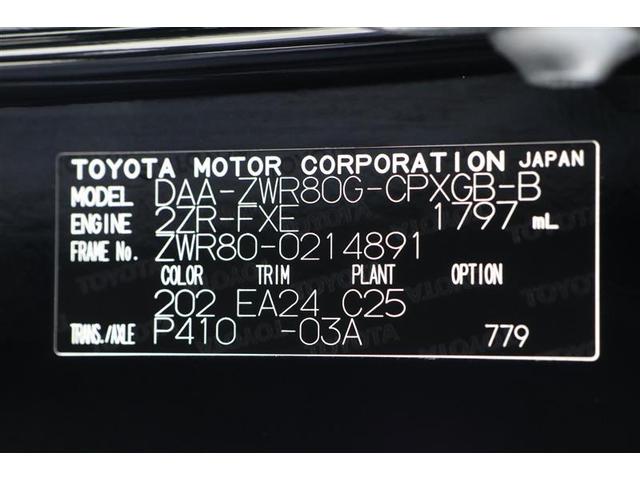 TOYOTA MOTOR CORPORATION JAPAN
MODEL DAA-ZWR80G-CPXGB-B
ENGINE 2ZR-FXE 1797 mL
FRAME No. ZWR80-0214891
COLOR TRIM PLANT OPTION
202 EA24 C25
TRANS./AXLE P410 -03A 779